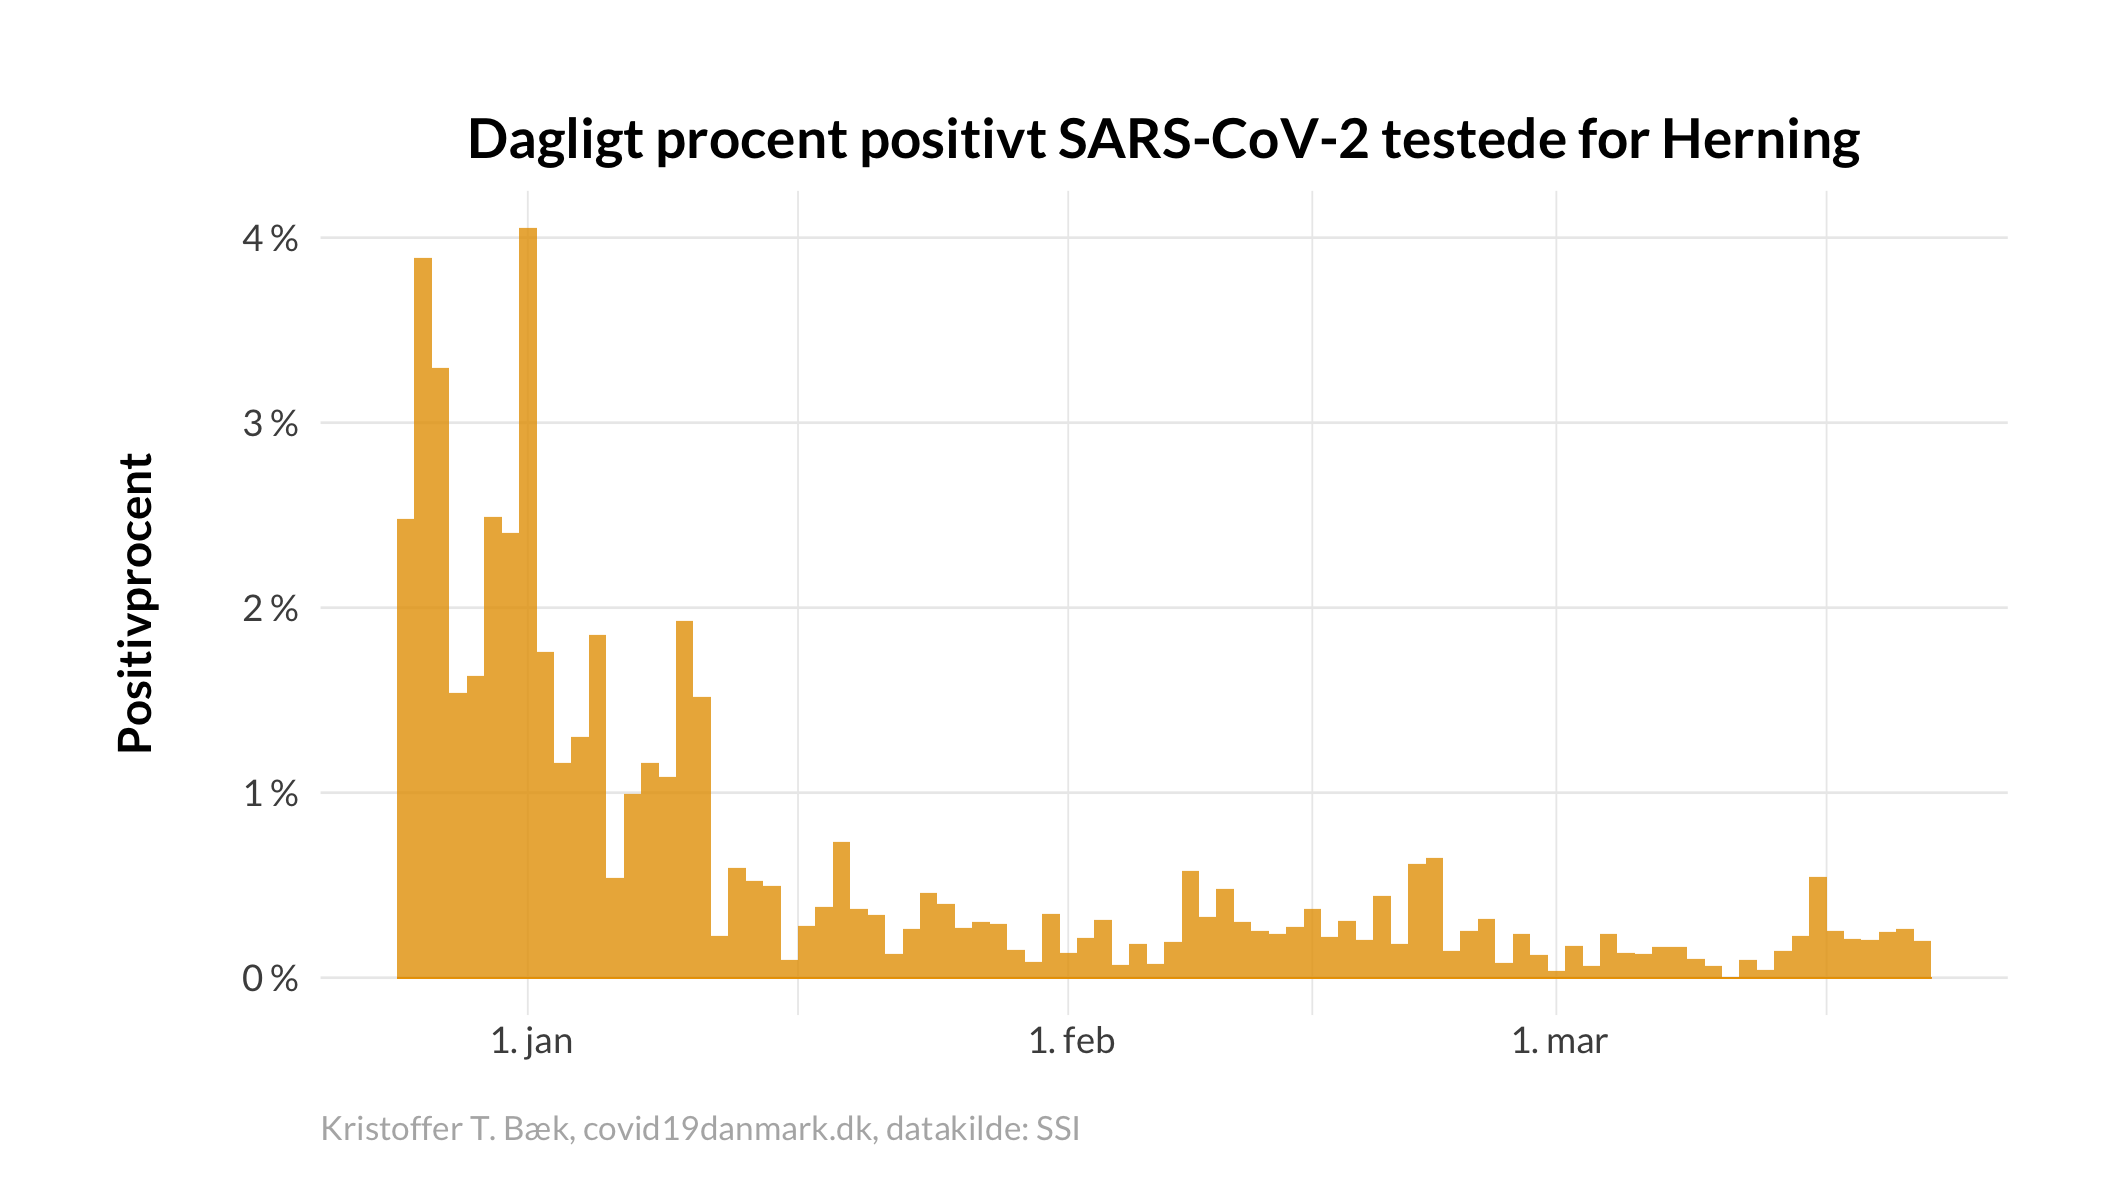 Dagligt procent positivt SARS-CoV-2 testede for Herning
Positivprocent
4 %
3 %
2 %
1 %
0 %
1. jan
1. feb
1. mar
Kristoffer T. Bæk, covid19danmark.dk, datakilde: SSI